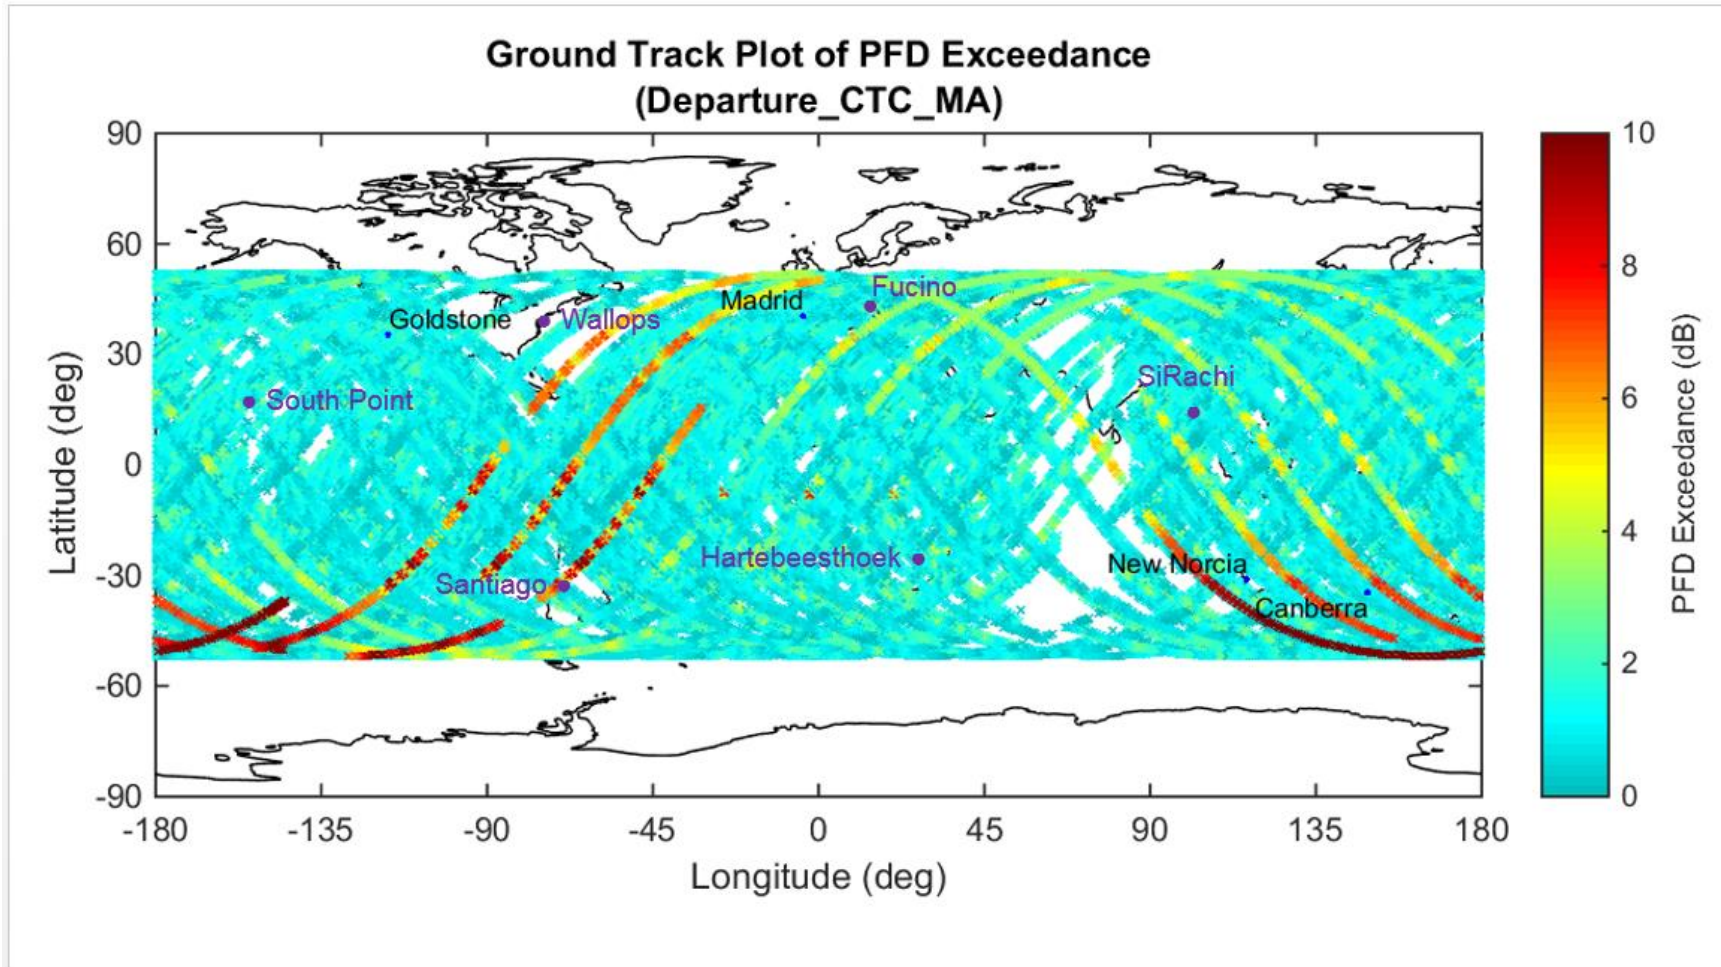 Ground Track Plot of PFD Exceedance
(Departure_CTC_MA)
90
60
30
0
-30
-60
-90
Latitude (deg)
-180
-135
-90
-45
0
45
90
135
180
Longitude (deg)
Goldstone
Wallops
Madrid
Fucino
SiRachi
South Point
Santiago
Hartebeesthoek
New Norcia
Canberra
10
8
6
4
2
0
PFD Exceedance (dB)